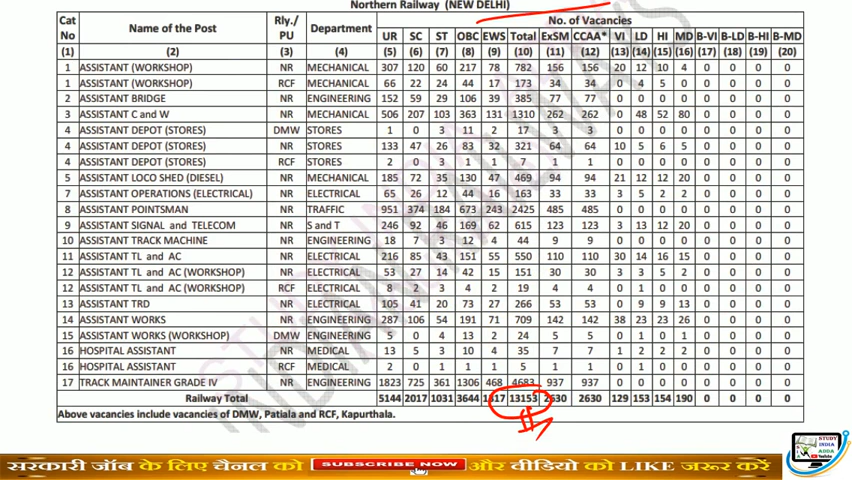 Northern Railway (NEW DELHI)
Cat No Name of the Post Rly./ PU Department No. of Vacancies
UR SC ST OBC EWS Total ExSM CCAA* VI LD HI MD B-VI B-LD B-HI B-MD
(1) (2) (3) (4) (5) (6) (7) (8) (9) (10) (11) (12) (13) (14) (15) (16) (17) (18) (19) (20)
1 ASSISTANT (WORKSHOP) NR MECHANICAL 307 120 60 217 78 782 156 156 20 12 10 4 0 0 0 0
1 ASSISTANT (WORKSHOP) RCF MECHANICAL 66 22 24 44 17 173 34 34 0 4 5 0 0 0 0 0
2 ASSISTANT BRIDGE NR ENGINEERING 152 59 29 106 39 385 77 77 0 0 0 0 0 0 0 0
3 ASSISTANT C and W NR MECHANICAL 506 207 103 363 131 1310 262 262 0 48 52 80 0 0 0 0
4 ASSISTANT DEPOT (STORES) DMW STORES 1 0 3 11 2 17 3 3 0 0 0 0 0 0 0 0
4 ASSISTANT DEPOT (STORES) NR STORES 133 47 26 83 32 321 64 64 10 5 6 5 0 0 0 0
4 ASSISTANT DEPOT (STORES) RCF STORES 2 0 3 1 1 7 1 1 0 0 0 0 0 0 0 0
5 ASSISTANT LOCO SHED (DIESEL) NR MECHANICAL 185 72 35 130 47 469 94 94 21 12 12 20 0 0 0 0
7 ASSISTANT OPERATIONS (ELECTRICAL) NR ELECTRICAL 65 26 12 44 16 163 33 33 3 5 2 2 0 0 0 0
8 ASSISTANT POINTSMAN NR TRAFFIC 951 374 184 673 243 2425 485 485 0 0 0 0 0 0 0 0
9 ASSISTANT SIGNAL and TELECOM NR S and T 246 92 46 169 62 615 123 123 3 13 12 20 0 0 0 0
10 ASSISTANT TRACK MACHINE NR ENGINEERING 18 7 3 12 4 44 9 9 0 0 0 0 0 0 0 0
11 ASSISTANT TL and AC NR ELECTRICAL 216 85 43 151 55 550 110 110 30 14 16 15 0 0 0 0
12 ASSISTANT TL and AC (WORKSHOP) NR ELECTRICAL 53 27 14 42 15 151 30 30 3 3 5 2 0 0 0 0
12 ASSISTANT TL and AC (WORKSHOP) RCF ELECTRICAL 8 2 3 4 2 19 4 4 0 1 0 0 0 0 0 0
13 ASSISTANT TRD NR ELECTRICAL 105 41 20 73 27 266 53 53 0 9 9 13 0 0 0 0
14 ASSISTANT WORKS NR ENGINEERING 287 106 54 191 71 709 142 142 38 23 23 26 0 0 0 0
15 ASSISTANT WORKS (WORKSHOP) DMW ENGINEERING 5 0 4 13 2 24 5 5 0 1 0 1 0 0 0 0
16 HOSPITAL ASSISTANT NR MEDICAL 13 5 3 10 4 35 7 7 1 2 2 2 0 0 0 0
16 HOSPITAL ASSISTANT RCF MEDICAL 2 0 1 1 1 5 1 1 0 1 0 0 0 0 0 0
17 TRACK MAINTAINER GRADE IV NR ENGINEERING 1823 725 361 1306 468 4683 937 937 0 0 0 0 0 0 0 0
Railway Total 5144 2017 1031 3644 1317 13153 2630 2630 129 153 154 190 0 0 0 0
Above vacancies include vacancies of DMW, Patiala and RCF, Kapurthala.
सरकारी जॉब के लिए चैनल को SUBSCRIBE NOW और वीडियो को LIKE जरूर करें
STUDY
INDIA
ADDA
YouTube